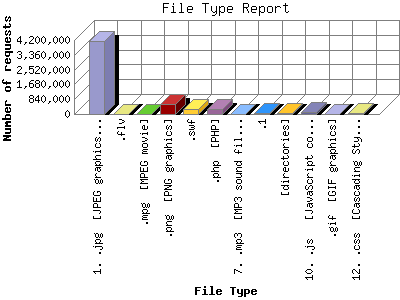 File Type Report
Number of requests
4,200,000
3,360,000
2,520,000
1,680,000
840,000
0
1. .jpg [JPEG graphics...
.flv
.mpg [MPEG movie]
.png [PNG graphics]
.swf
.php [PHP]
7. .mp3 [MP3 sound fil...
.1
[directories]
10. .js [JavaScript co...
.gif [GIF graphics]
12. .css [Cascading Sty...
File Type